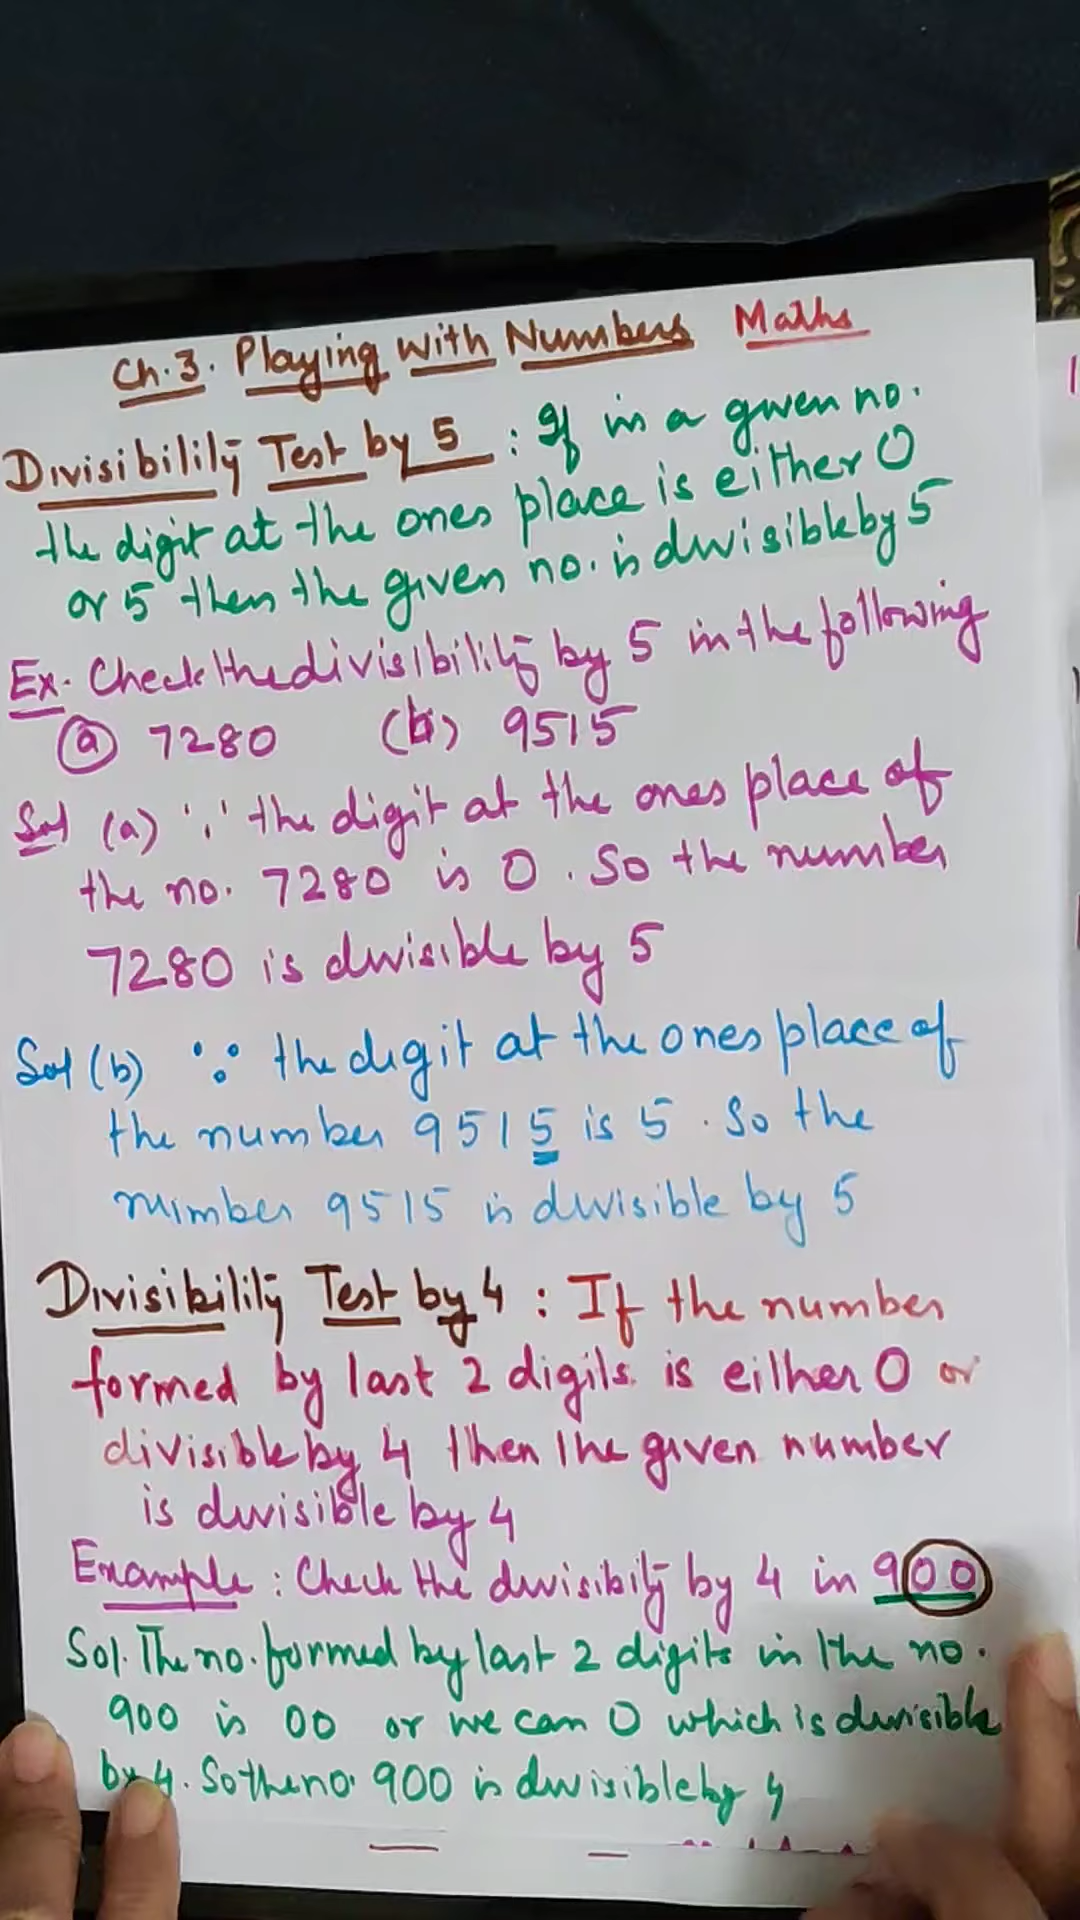 Ch.3. Playing with Numbers Maths
Divisibility Test by 5 : If in a given no.
the digit at the ones place is either 0
or 5 then the given no. is divisible by 5
Ex. Check the divisibility by 5 in the following
(a) 7280 (b) 9515
Sol (a) ∵ the digit at the ones place of
the no. 7280 is 0. So the number
7280 is divisible by 5
Sol (b) ∵ the digit at the ones place of
the number 9515 is 5. So the
number 9515 is divisible by 5
Divisibility Test by 4 : If the number
formed by last 2 digits is either 0 or
divisible by 4 then the given number
is divisible by 4
Example : Check the divisibity by 4 in 900
Sol. The no. formed by last 2 digits in the no.
900 is 00 or we can 0 which is divisible
by 4. So the no. 900 is divisible by 4